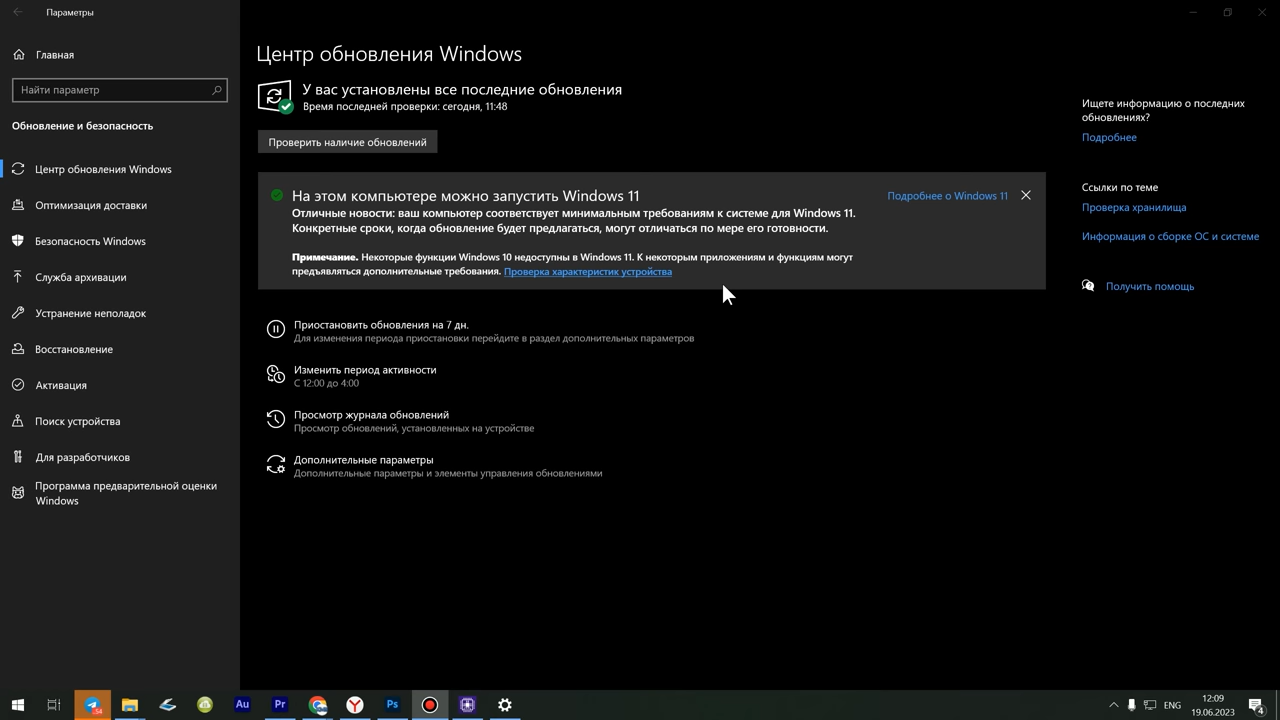 Параметры
Главная
Найти параметр
Обновление и безопасность
Центр обновления Windows
Оптимизация доставки
Безопасность Windows
Служба архивации
Устранение неполадок
Восстановление
Активация
Поиск устройства
Для разработчиков
Программа предварительной оценки
Windows
Центр обновления Windows
У вас установлены все последние обновления
Время последней проверки: сегодня, 11:48
Проверить наличие обновлений
На этом компьютере можно запустить Windows 11
Подробнее о Windows 11
Отличные новости: ваш компьютер соответствует минимальным требованиям к системе для Windows 11.
Конкретные сроки, когда обновление будет предлагаться, могут отличаться по мере его готовности.
Примечание. Некоторые функции Windows 10 недоступны в Windows 11. К некоторым приложениям и функциям могут
предъявляться дополнительные требования. Проверка характеристик устройства
Приостановить обновления на 7 дн.
Для изменения периода приостановки перейдите в раздел дополнительных параметров
Изменить период активности
С 12:00 до 4:00
Просмотр журнала обновлений
Просмотр обновлений, установленных на устройстве
Дополнительные параметры
Дополнительные параметры и элементы управления обновлениями
Ищете информацию о последних
обновлениях?
Подробнее
Ссылки по теме
Проверка хранилища
Информация о сборке ОС и системе
Получить помощь
Au
Pr
Ps
ENG
12:09
19.06.2023
4